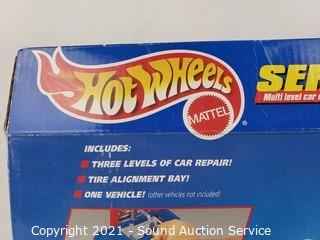 HOT WHEELS
MATTEL
®
Multi level car
INCLUDES:
THREE LEVELS OF CAR REPAIR!
TIRE ALIGNMENT BAY!
ONE VEHICLE! (other vehicles not included)
Copyright 2021 - Sound Auction Service